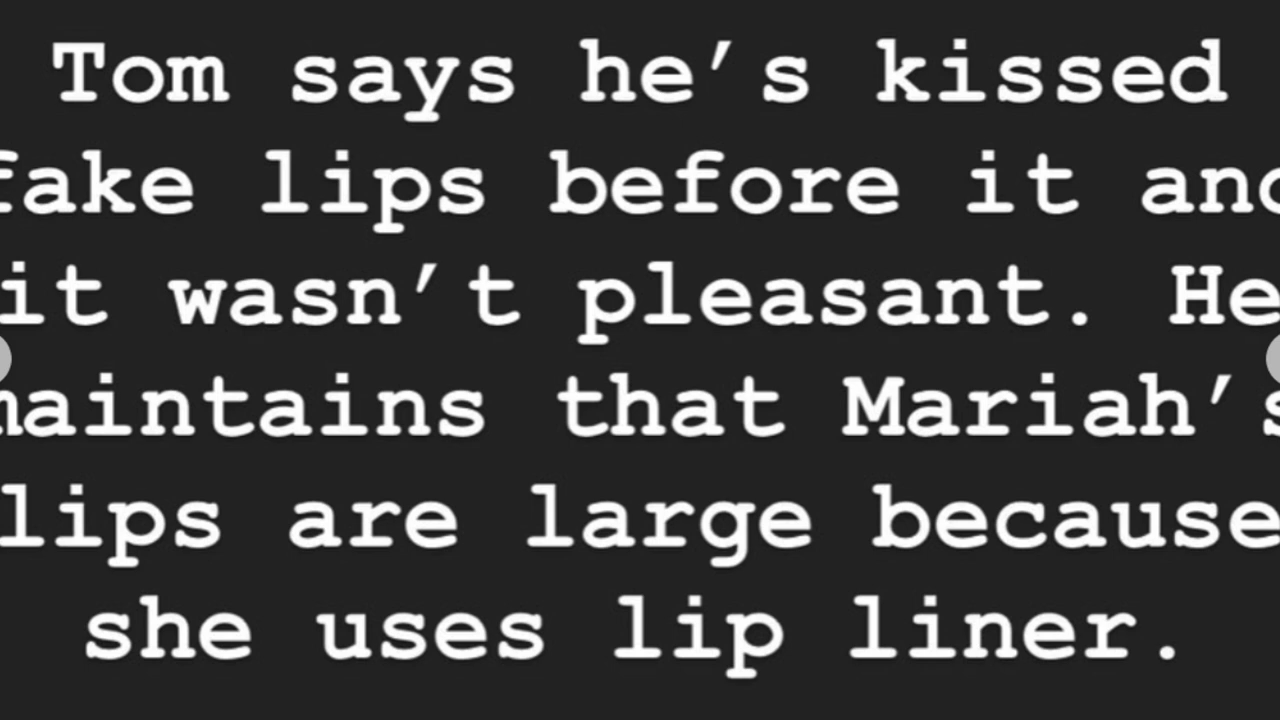 Tom says he’s kissed
fake lips before it and
it wasn’t pleasant. He
maintains that Mariah’s
lips are large because
she uses lip liner.